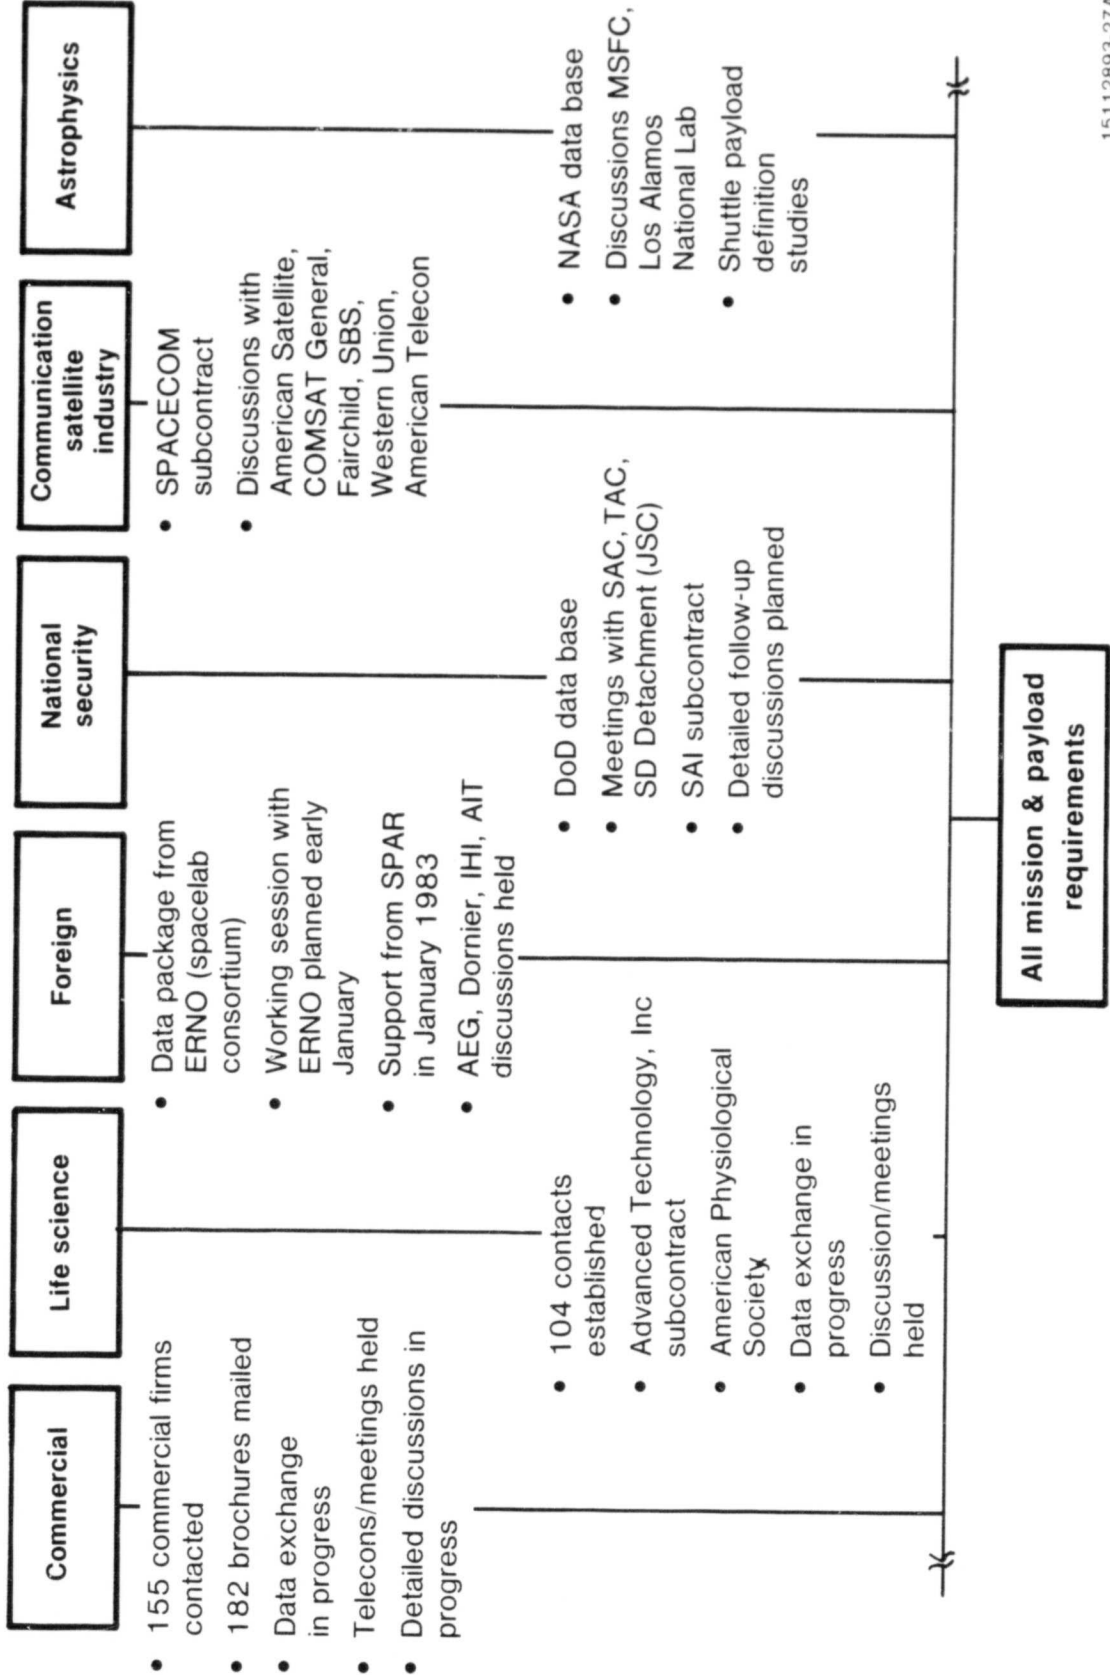 Commercial
• 155 commercial firms
contacted
• 182 brochures mailed
• Data exchange
in progress
• Telecons/meetings held
• Detailed discussions in
progress
Life science
• 104 contacts
established
• Advanced Technology, Inc
subcontract
• American Physiological
Society
• Data exchange in
progress
• Discussion/meetings
held
Foreign
• Data package from
ERNO (spacelab
consortium)
• Working session with
ERNO planned early
January
• Support from SPAR
in January 1983
• AEG, Dornier, IHI, AIT
discussions held
National
security
• DoD data base
• Meetings with SAC, TAC,
SD Detachment (JSC)
• SAI subcontract
• Detailed follow-up
discussions planned
Communication
satellite
industry
• SPACECOM
subcontract
• Discussions with
American Satellite,
COMSAT General,
Fairchild, SBS,
Western Union,
American Telecon
Astrophysics
• NASA data base
• Discussions MSFC,
Los Alamos
National Lab
• Shuttle payload
definition
studies
All mission & payload
requirements